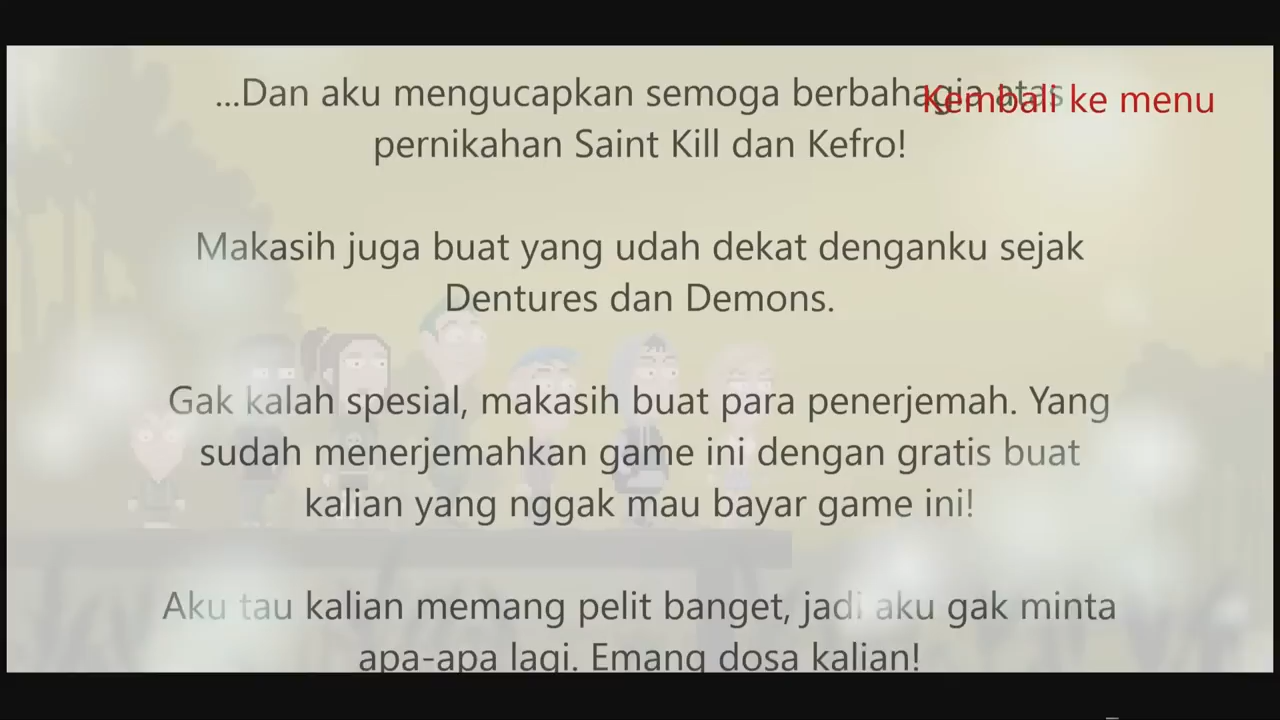 ...Dan aku mengucapkan semoga berbahagia atas
Kembali ke menu
pernikahan Saint Kill dan Kefro!
Makasih juga buat yang udah dekat denganku sejak
Dentures dan Demons.
Gak kalah spesial, makasih buat para penerjemah. Yang
sudah menerjemahkan game ini dengan gratis buat
kalian yang nggak mau bayar game ini!
Aku tau kalian memang pelit banget, jadi aku gak minta
apa-apa lagi. Emang dosa kalian!